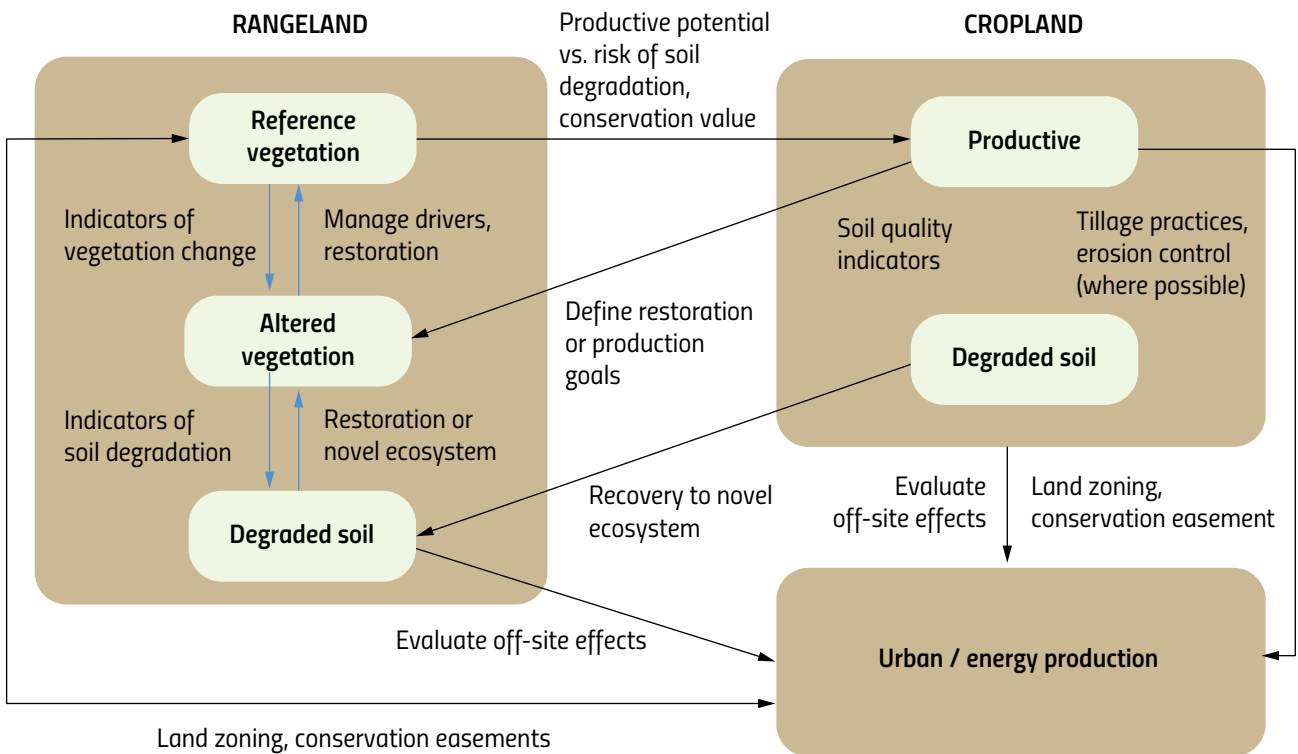 RANGELAND
Productive potential
vs. risk of soil
degradation,
conservation value
CROPLAND
Reference
vegetation
Productive
Indicators of
vegetation change
Manage drivers,
restoration
Soil quality
indicators
Tillage practices,
erosion control
(where possible)
Altered
vegetation
Define restoration
or production
goals
Degraded soil
Indicators of
soil degradation
Restoration or
novel ecosystem
Recovery to novel
ecosystem
Evaluate
off-site effects
Land zoning,
conservation easement
Degraded soil
Evaluate off-site effects
Urban / energy production
Land zoning, conservation easements